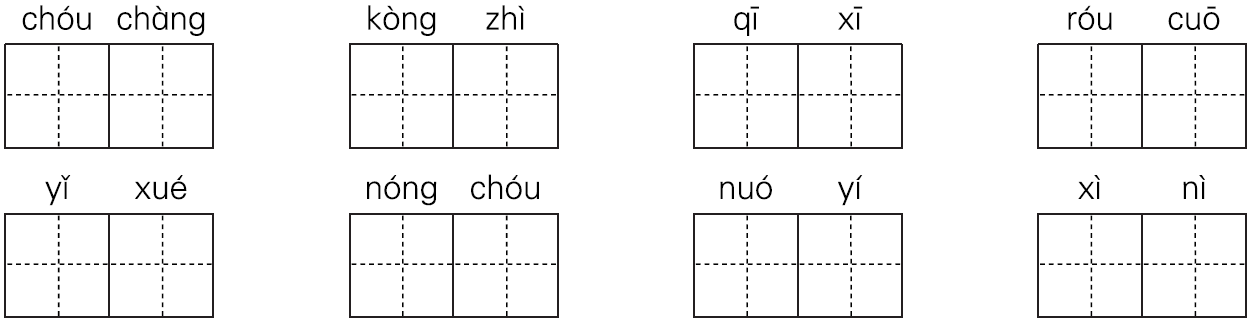 chóu chàng kòng zhì qī xī róu cuō
yǐ xué nóng chóu nuó yí xì nì